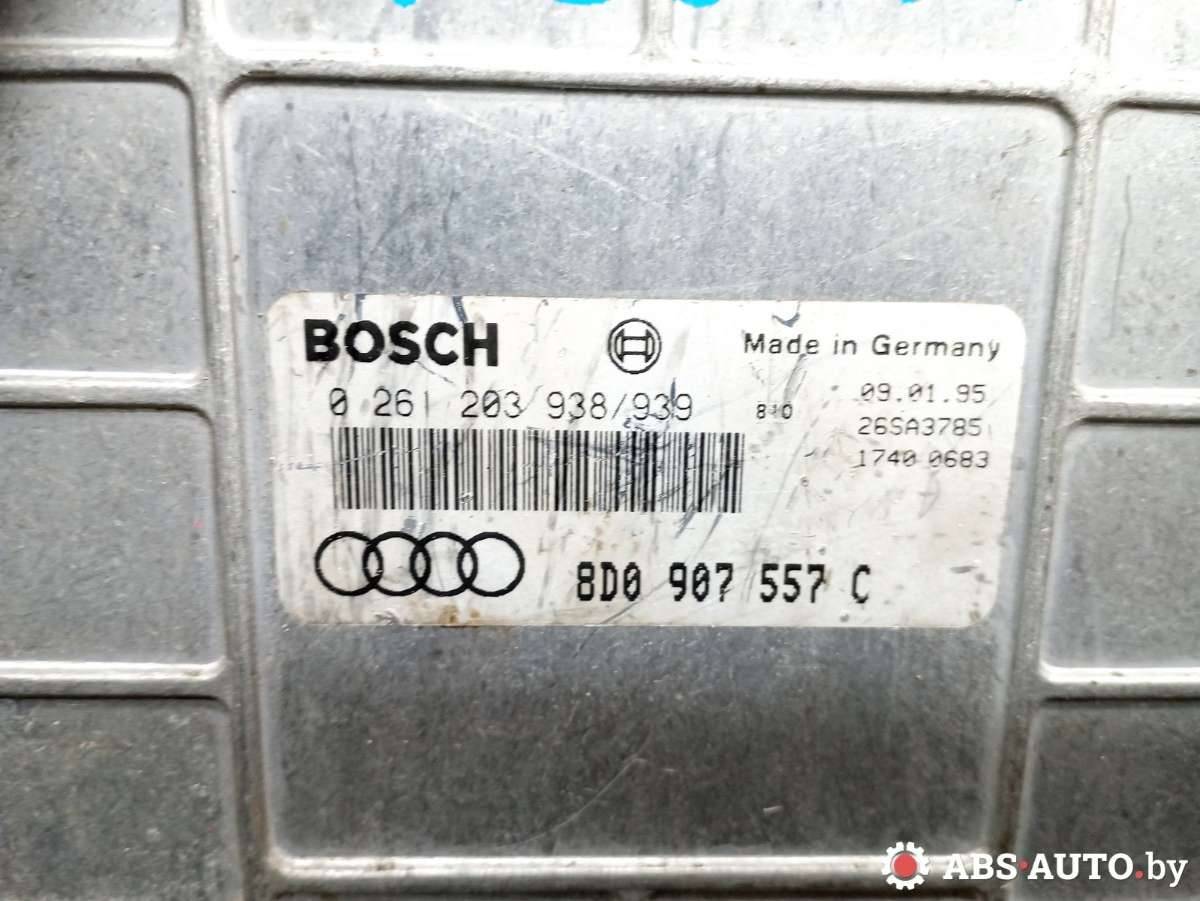 BOSCH
Made in Germany
0 261 203 938/939
810
09.01.95
26SA3785
1740 0683
8D0 907 557 C
ABS-AUTO.by